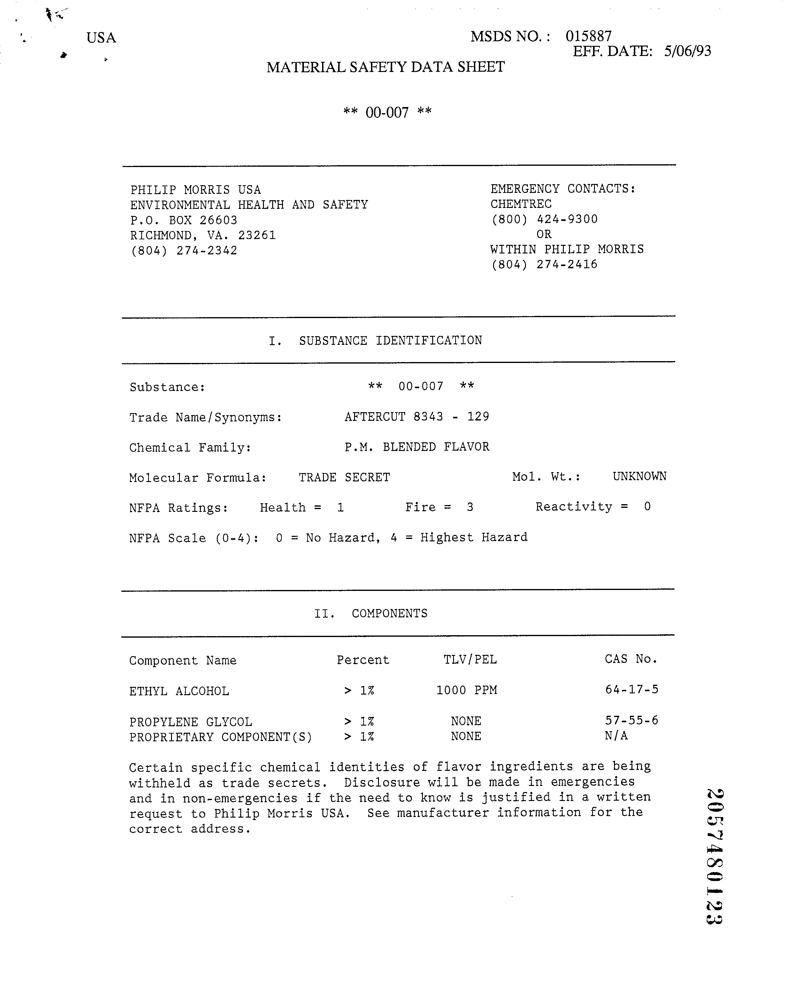 USA MSDS NO. : 015887
EFF. DATE: 5/06/93
MATERIAL SAFETY DATA SHEET
** 00-007 **
PHILIP MORRIS USA
ENVIRONMENTAL HEALTH AND SAFETY
P.O. BOX 26603
RICHMOND, VA. 23261
(804) 274-2342
EMERGENCY CONTACTS:
CHEMTREC
(800) 424-9300
OR
WITHIN PHILIP MORRIS
(804) 274-2416
I. SUBSTANCE IDENTIFICATION
Substance: ** 00-007 **
Trade Name/Synonyms: AFTERCUT 8343 - 129
Chemical Family: P.M. BLENDED FLAVOR
Molecular Formula: TRADE SECRET Mol. Wt.: UNKNOWN
NFPA Ratings: Health = 1 Fire = 3 Reactivity = 0
NFPA Scale (0-4): 0 = No Hazard, 4 = Highest Hazard
II. COMPONENTS
Component Name Percent TLV/PEL CAS No.
ETHYL ALCOHOL > 1% 1000 PPM 64-17-5
PROPYLENE GLYCOL > 1% NONE 57-55-6
PROPRIETARY COMPONENT(S) > 1% NONE N/A
Certain specific chemical identities of flavor ingredients are being
withheld as trade secrets. Disclosure will be made in emergencies
and in non-emergencies if the need to know is justified in a written
request to Philip Morris USA. See manufacturer information for the
correct address.
2057480123